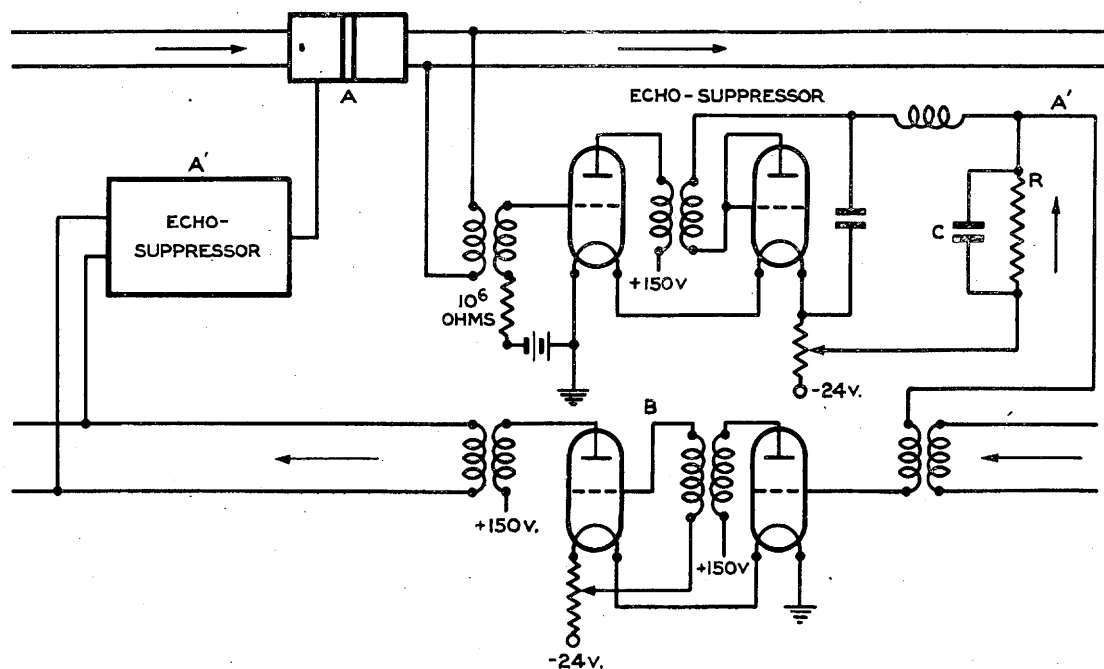 A
ECHO-SUPPRESSOR
A'
A'
ECHO-
SUPPRESSOR
R
C
+150V
10⁶
OHMS
-24V.
B
+150V.
+150V
-24V.